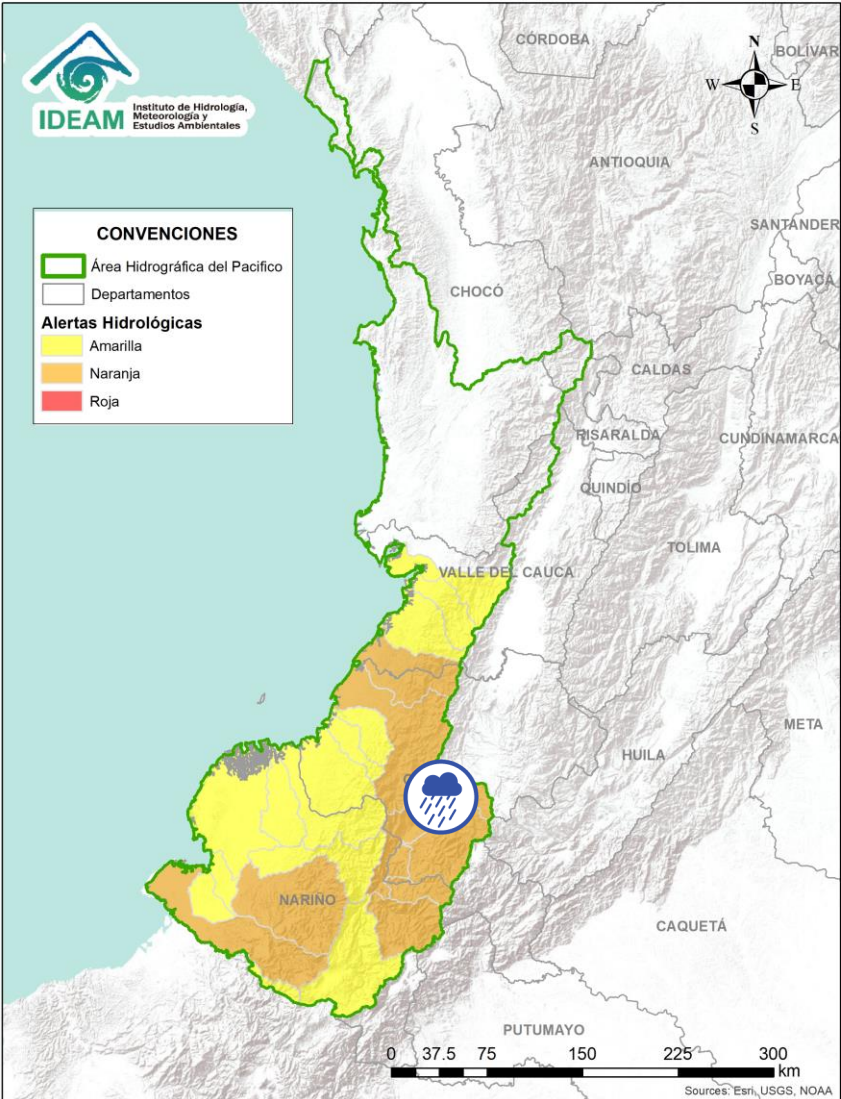 IDEAM
Instituto de Hidrología,
Meteorología y
Estudios Ambientales
CÓRDOBA
BOLÍVAR
N
W
E
S
ANTIOQUIA
SANTANDER
BOYACÁ
CHOCÓ
CONVENCIONES
Área Hidrográfica del Pacifico
Departamentos
Alertas Hidrológicas
Amarilla
Naranja
Roja
CALDAS
RISARALDA
CUNDINAMARCA
QUINDÍO
TOLIMA
VALLE DEL CAUCA
META
HUILA
NARIÑO
CAQUETÁ
PUTUMAYO
0 37.5 75 150 225 300
km
Sources: Esri, USGS, NOAA